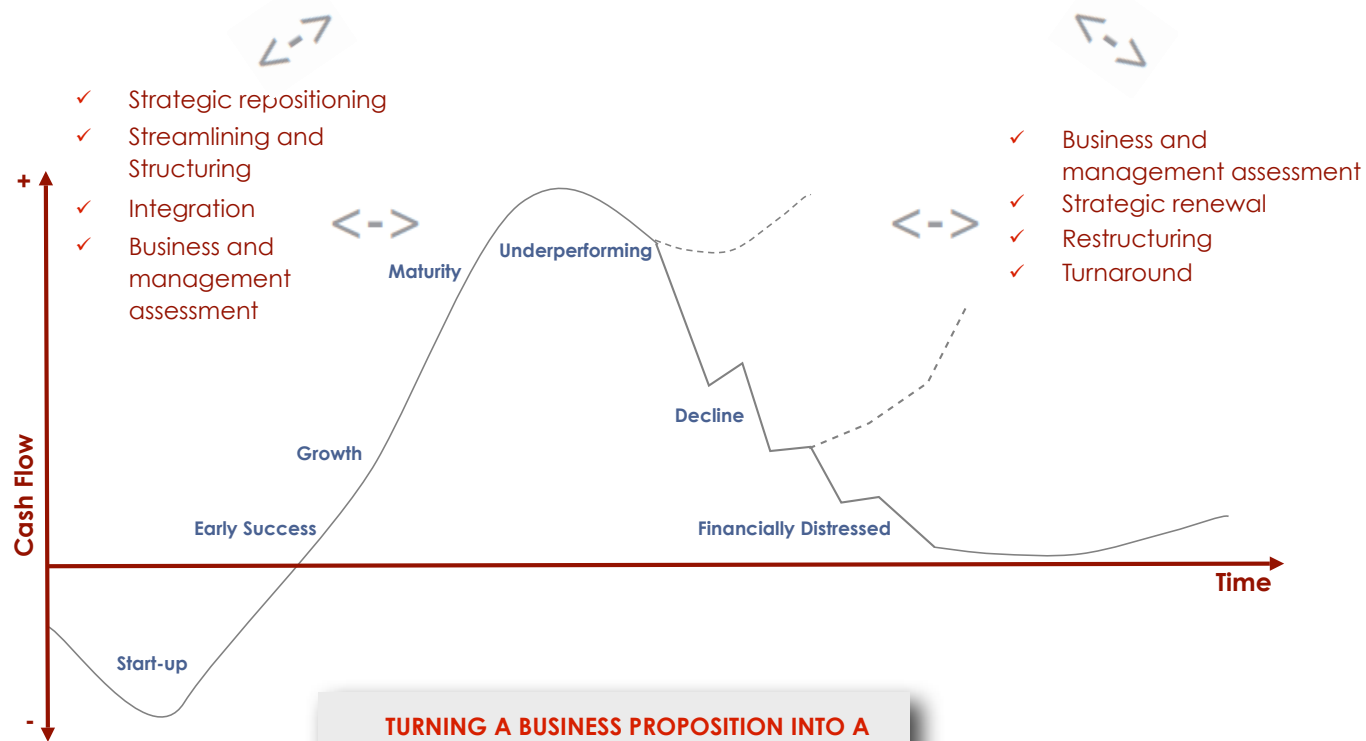 ✓ Strategic repositioning
✓ Streamlining and
Structuring
✓ Integration
✓ Business and
management
assessment
<->
<->
<->
<->
✓ Business and
management assessment
✓ Strategic renewal
✓ Restructuring
✓ Turnaround
+
Cash Flow
-
Time
Start-up
Early Success
Growth
Maturity
Underperforming
Decline
Financially Distressed
TURNING A BUSINESS PROPOSITION INTO A